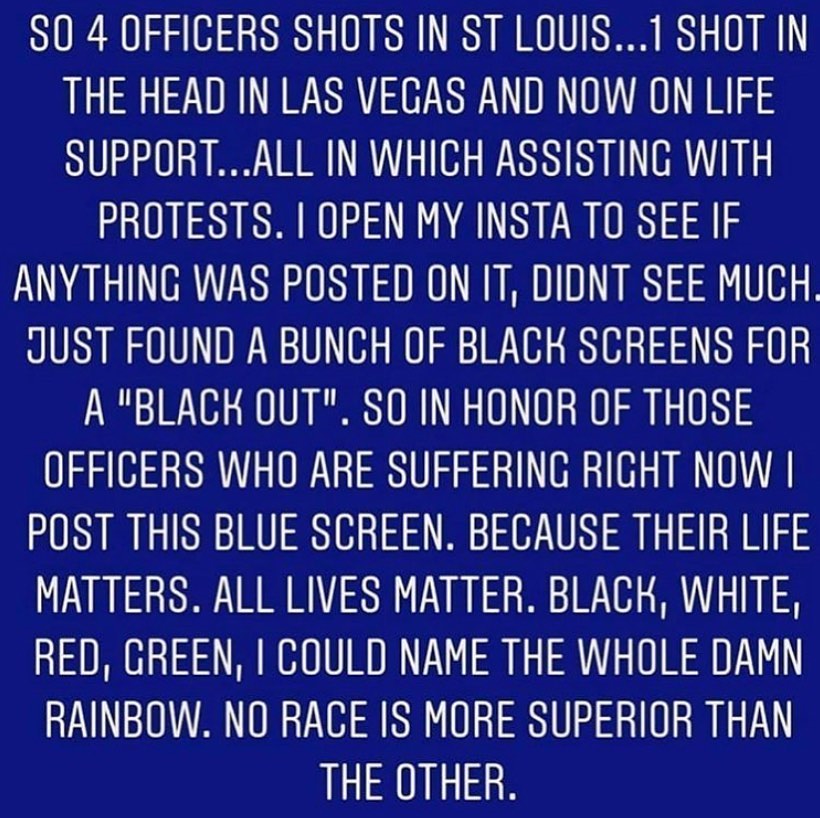 SO 4 OFFICERS SHOTS IN ST LOUIS...1 SHOT IN
THE HEAD IN LAS VEGAS AND NOW ON LIFE
SUPPORT...ALL IN WHICH ASSISTING WITH
PROTESTS. I OPEN MY INSTA TO SEE IF
ANYTHING WAS POSTED ON IT, DIDNT SEE MUCH.
JUST FOUND A BUNCH OF BLACK SCREENS FOR
A "BLACK OUT". SO IN HONOR OF THOSE
OFFICERS WHO ARE SUFFERING RIGHT NOW I
POST THIS BLUE SCREEN. BECAUSE THEIR LIFE
MATTERS. ALL LIVES MATTER. BLACK, WHITE,
RED, GREEN, I COULD NAME THE WHOLE DAMN
RAINBOW. NO RACE IS MORE SUPERIOR THAN
THE OTHER.